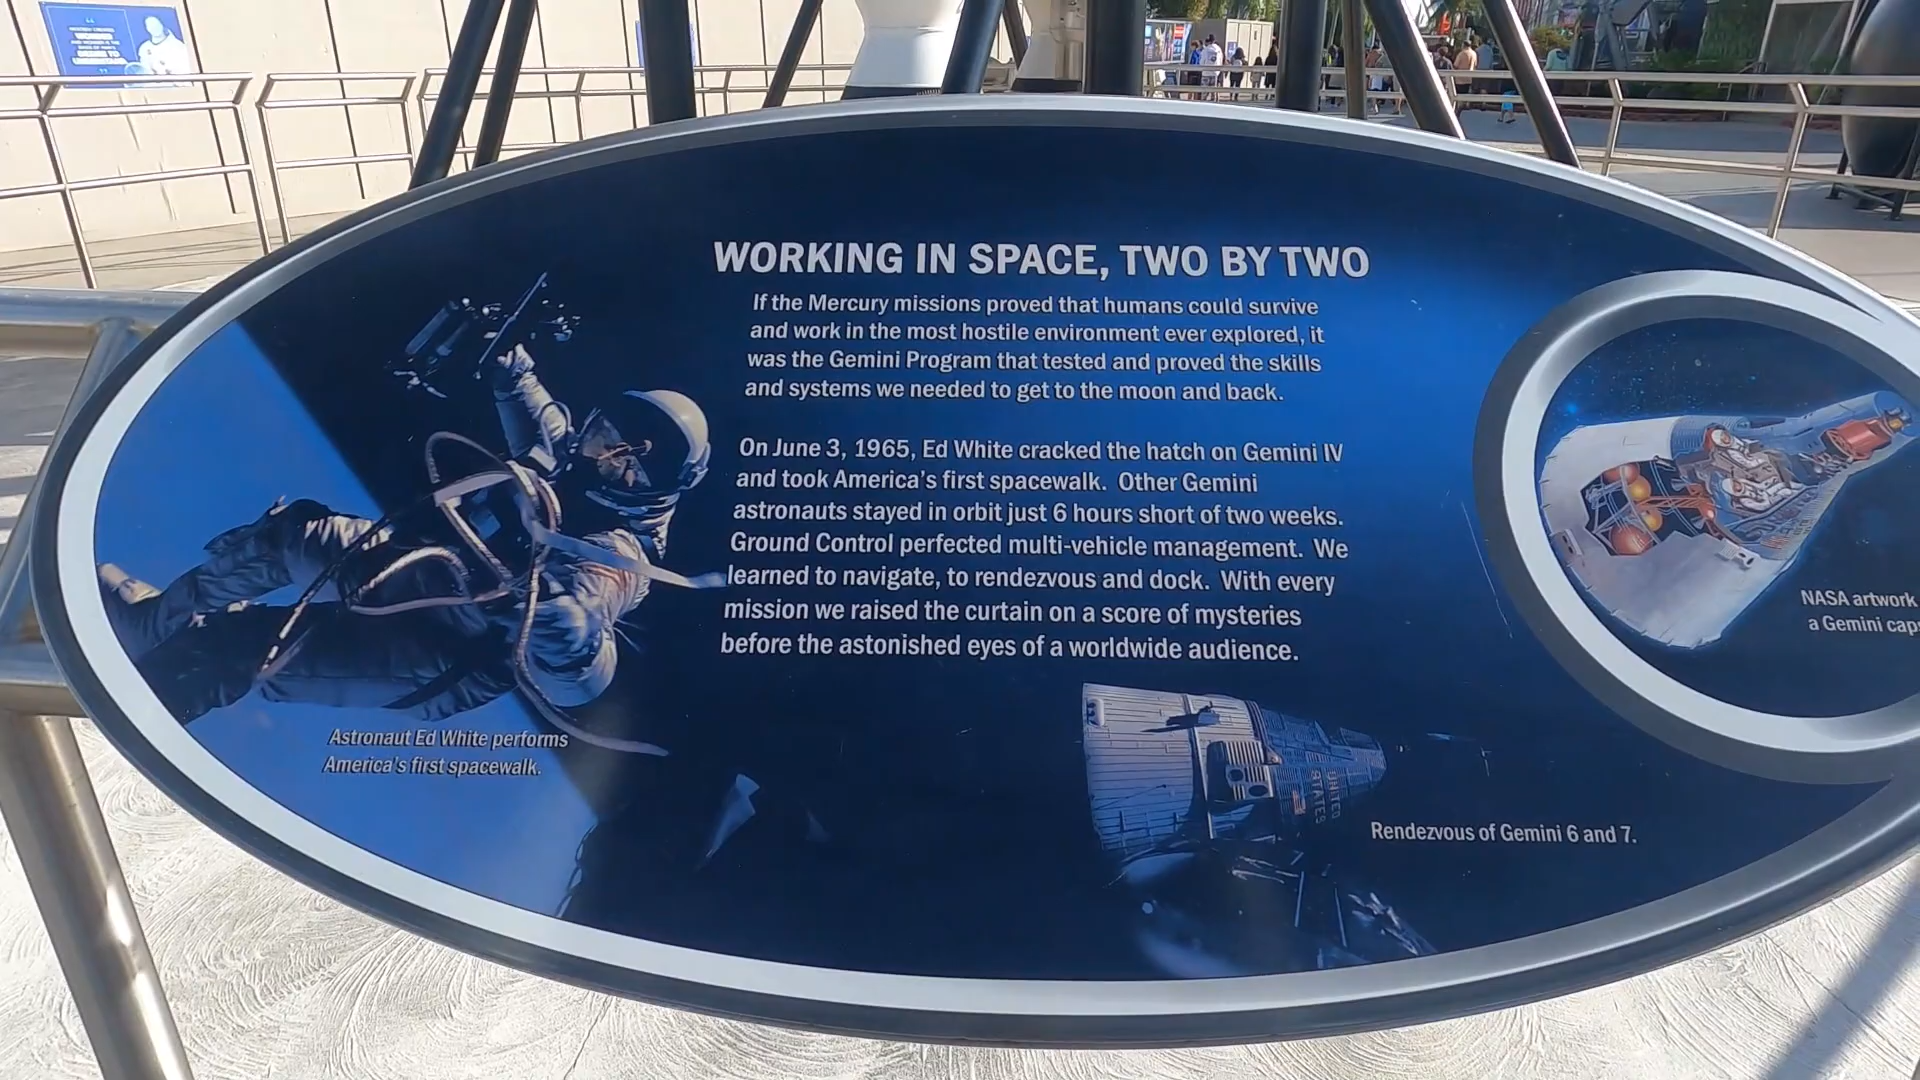 WORKING IN SPACE, TWO BY TWO
If the Mercury missions proved that humans could survive
and work in the most hostile environment ever explored, it
was the Gemini Program that tested and proved the skills
and systems we needed to get to the moon and back.
On June 3, 1965, Ed White cracked the hatch on Gemini IV
and took America's first spacewalk. Other Gemini
astronauts stayed in orbit just 6 hours short of two weeks.
Ground Control perfected multi-vehicle management. We
learned to navigate, to rendezvous and dock. With every
mission we raised the curtain on a score of mysteries
before the astonished eyes of a worldwide audience.
Astronaut Ed White performs
America's first spacewalk.
UNITED
STATES
Rendezvous of Gemini 6 and 7.
NASA artwork
a Gemini